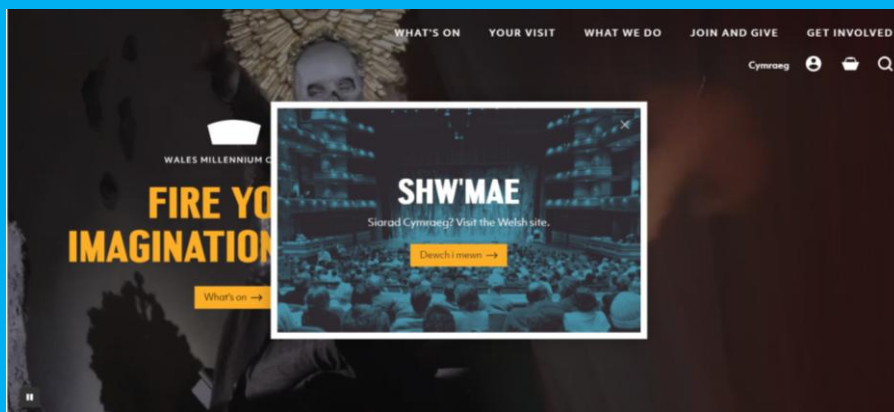 WHAT'S ON YOUR VISIT WHAT WE DO JOIN AND GIVE GET INVOLVED
Cymraeg
WALES MILLENNIUM
FIRE
IMAGINATION
What's on →
SHW'MAE
Siarad Cymraeg? Visit the Welsh site.
Dewch i mewn →